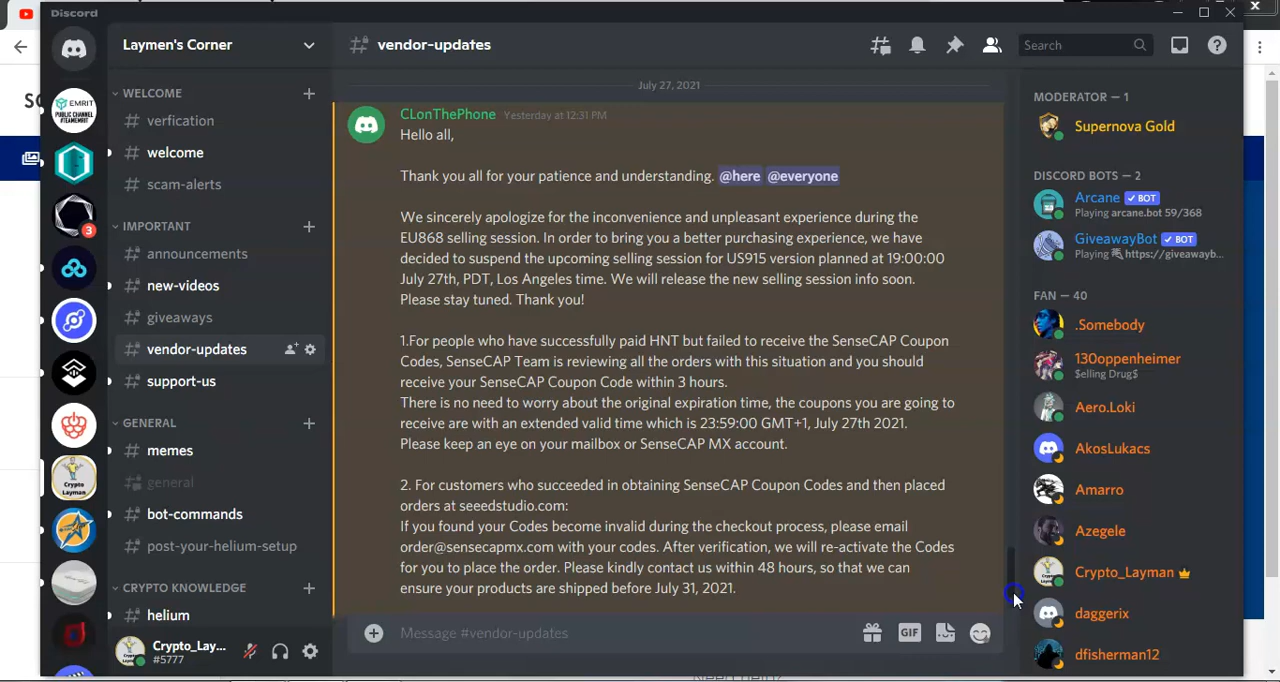 Discord
Laymen's Corner
# vendor-updates
Search
WELCOME
# verfication
# welcome
# scam-alerts
IMPORTANT
# announcements
# new-videos
# giveaways
# vendor-updates
# support-us
GENERAL
# memes
general
# bot-commands
# post-your-helium-setup
CRYPTO KNOWLEDGE
# helium
Crypto_Lay...
#5777
EMRIT
PUBLIC CHANNEL
#TEAMEMRIT
3
Crypto
Layman
July 27, 2021
CLonThePhone Yesterday at 12:31 PM
Hello all,
Thank you all for your patience and understanding. @here @everyone
We sincerely apologize for the inconvenience and unpleasant experience during the
EU868 selling session. In order to bring you a better purchasing experience, we have
decided to suspend the upcoming selling session for US915 version planned at 19:00:00
July 27th, PDT, Los Angeles time. We will release the new selling session info soon.
Please stay tuned. Thank you!
1.For people who have successfully paid HNT but failed to receive the SenseCAP Coupon
Codes, SenseCAP Team is reviewing all the orders with this situation and you should
receive your SenseCAP Coupon Code within 3 hours.
There is no need to worry about the original expiration time, the coupons you are going to
receive are with an extended valid time which is 23:59:00 GMT+1, July 27th 2021.
Please keep an eye on your mailbox or SenseCAP MX account.
2. For customers who succeeded in obtaining SenseCAP Coupon Codes and then placed
orders at seeedstudio.com:
If you found your Codes become invalid during the checkout process, please email
order@sensecapmx.com with your codes. After verification, we will re-activate the Codes
for you to place the order. Please kindly contact us within 48 hours, so that we can
ensure your products are shipped before July 31, 2021.
Message #vendor-updates
GIF
MODERATOR — 1
Supernova Gold
DISCORD BOTS — 2
Arcane ✓ BOT
Playing arcane.bot 59/368
GiveawayBot ✓ BOT
Playing https://giveawayb...
FAN — 40
.Somebody
130oppenheimer
$elling Drug$
Aero.Loki
AkosLukacs
Amarro
Azegele
Crypto_Layman
daggerix
dfisherman12